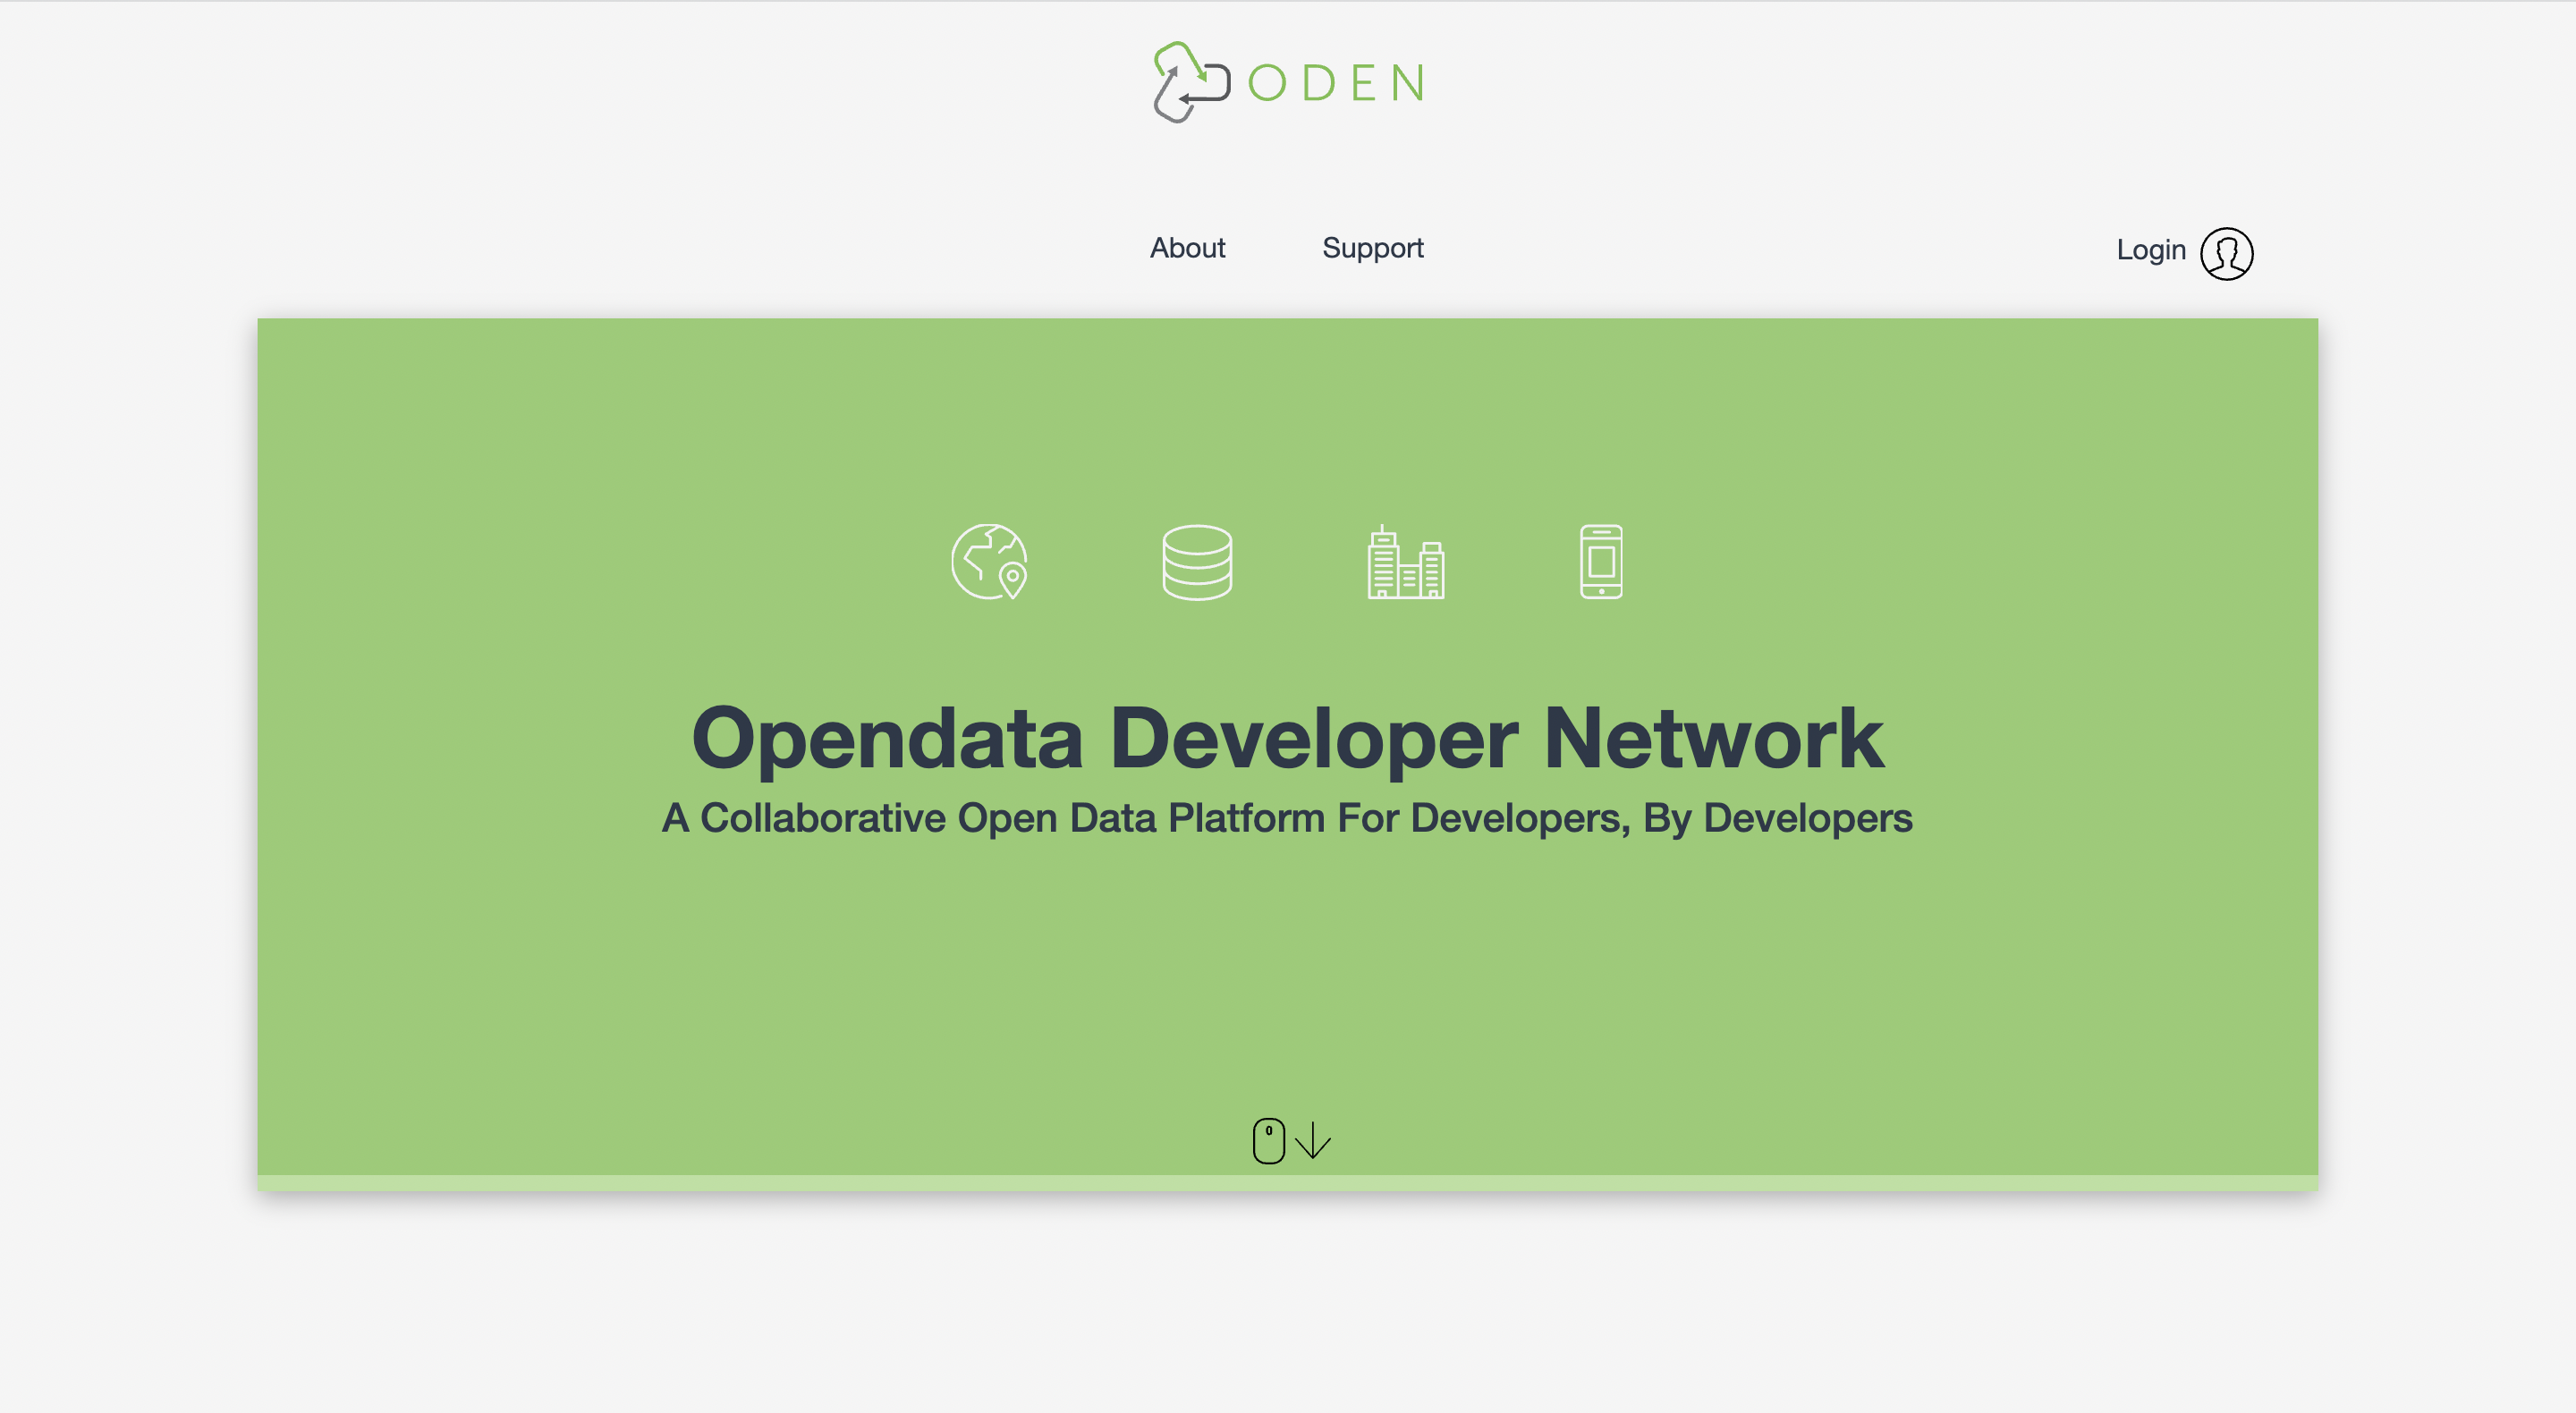 ODEN
About Support Login
Opendata Developer Network
A Collaborative Open Data Platform For Developers, By Developers